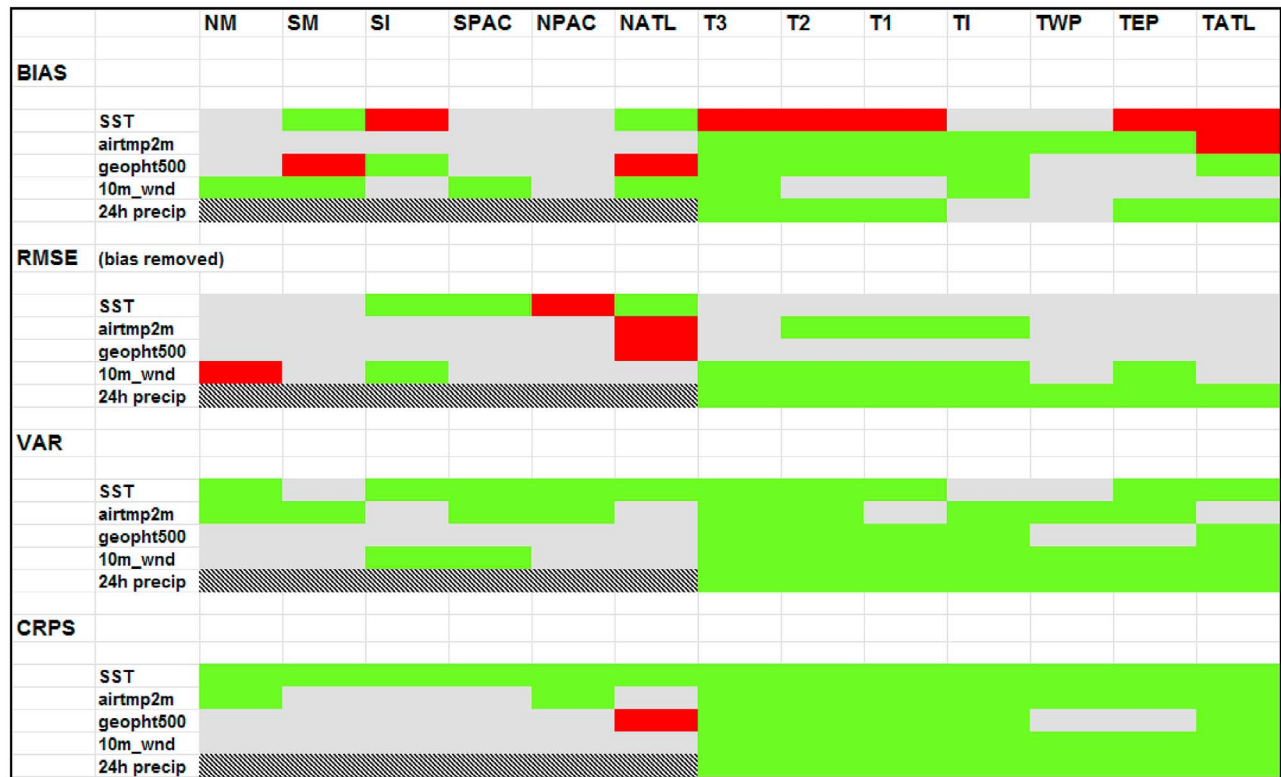 NM SM SI SPAC NPAC NATL T3 T2 T1 TI TWP TEP TATL
BIAS
SST
airtmp2m
geopht500
10m_wnd
24h precip
RMSE (bias removed)
SST
airtmp2m
geopht500
10m_wnd
24h precip
VAR
SST
airtmp2m
geopht500
10m_wnd
24h precip
CRPS
SST
airtmp2m
geopht500
10m_wnd
24h precip